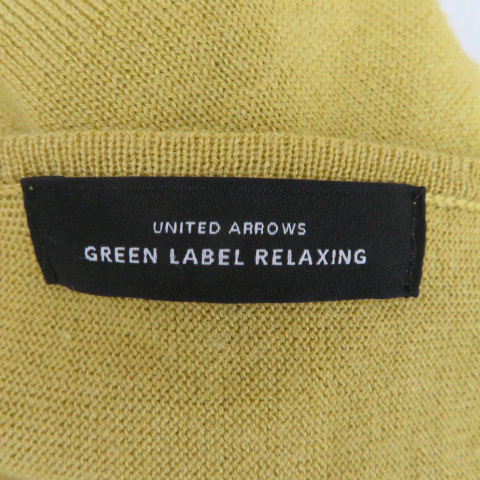 UNITED ARROWS
GREEN LABEL RELAXING